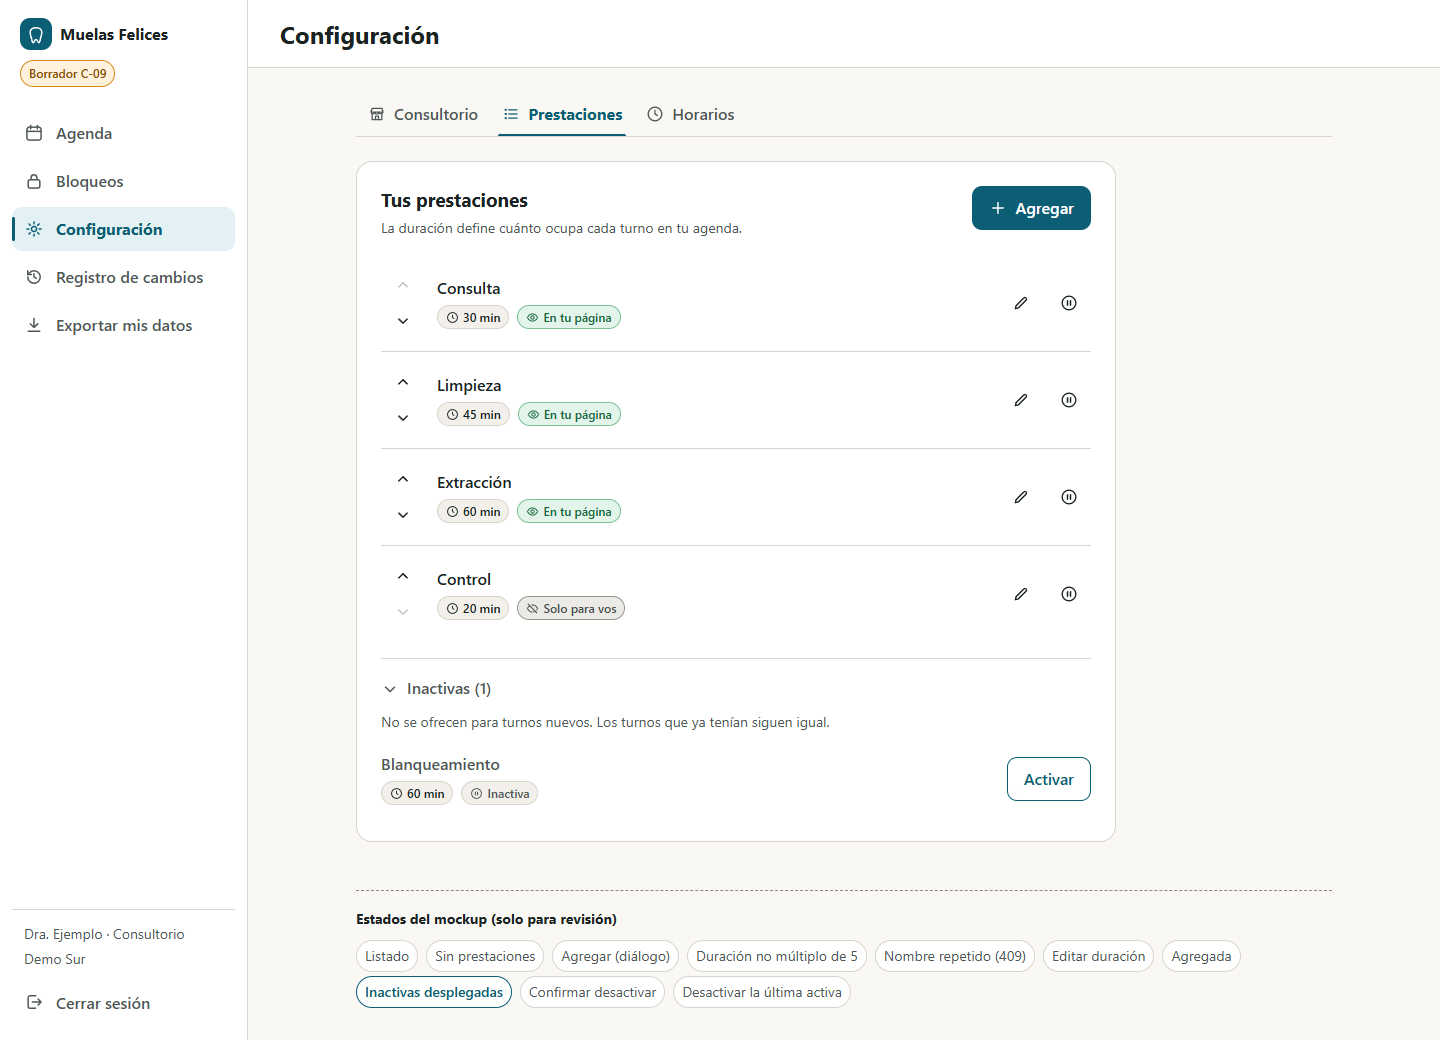 Muelas Felices
Borrador C-09
Agenda
Bloqueos
Configuración
Registro de cambios
Exportar mis datos
Dra. Ejemplo · Consultorio
Demo Sur
Cerrar sesión
Configuración
Consultorio
Prestaciones
Horarios
Tus prestaciones
La duración define cuánto ocupa cada turno en tu agenda.
Agregar
Consulta
30 min
En tu página
Limpieza
45 min
En tu página
Extracción
60 min
En tu página
Control
20 min
Solo para vos
Inactivas (1)
No se ofrecen para turnos nuevos. Los turnos que ya tenían siguen igual.
Blanqueamiento
60 min
Inactiva
Activar
Estados del mockup (solo para revisión)
Listado
Sin prestaciones
Agregar (diálogo)
Duración no múltiplo de 5
Nombre repetido (409)
Editar duración
Agregada
Inactivas desplegadas
Confirmar desactivar
Desactivar la última activa